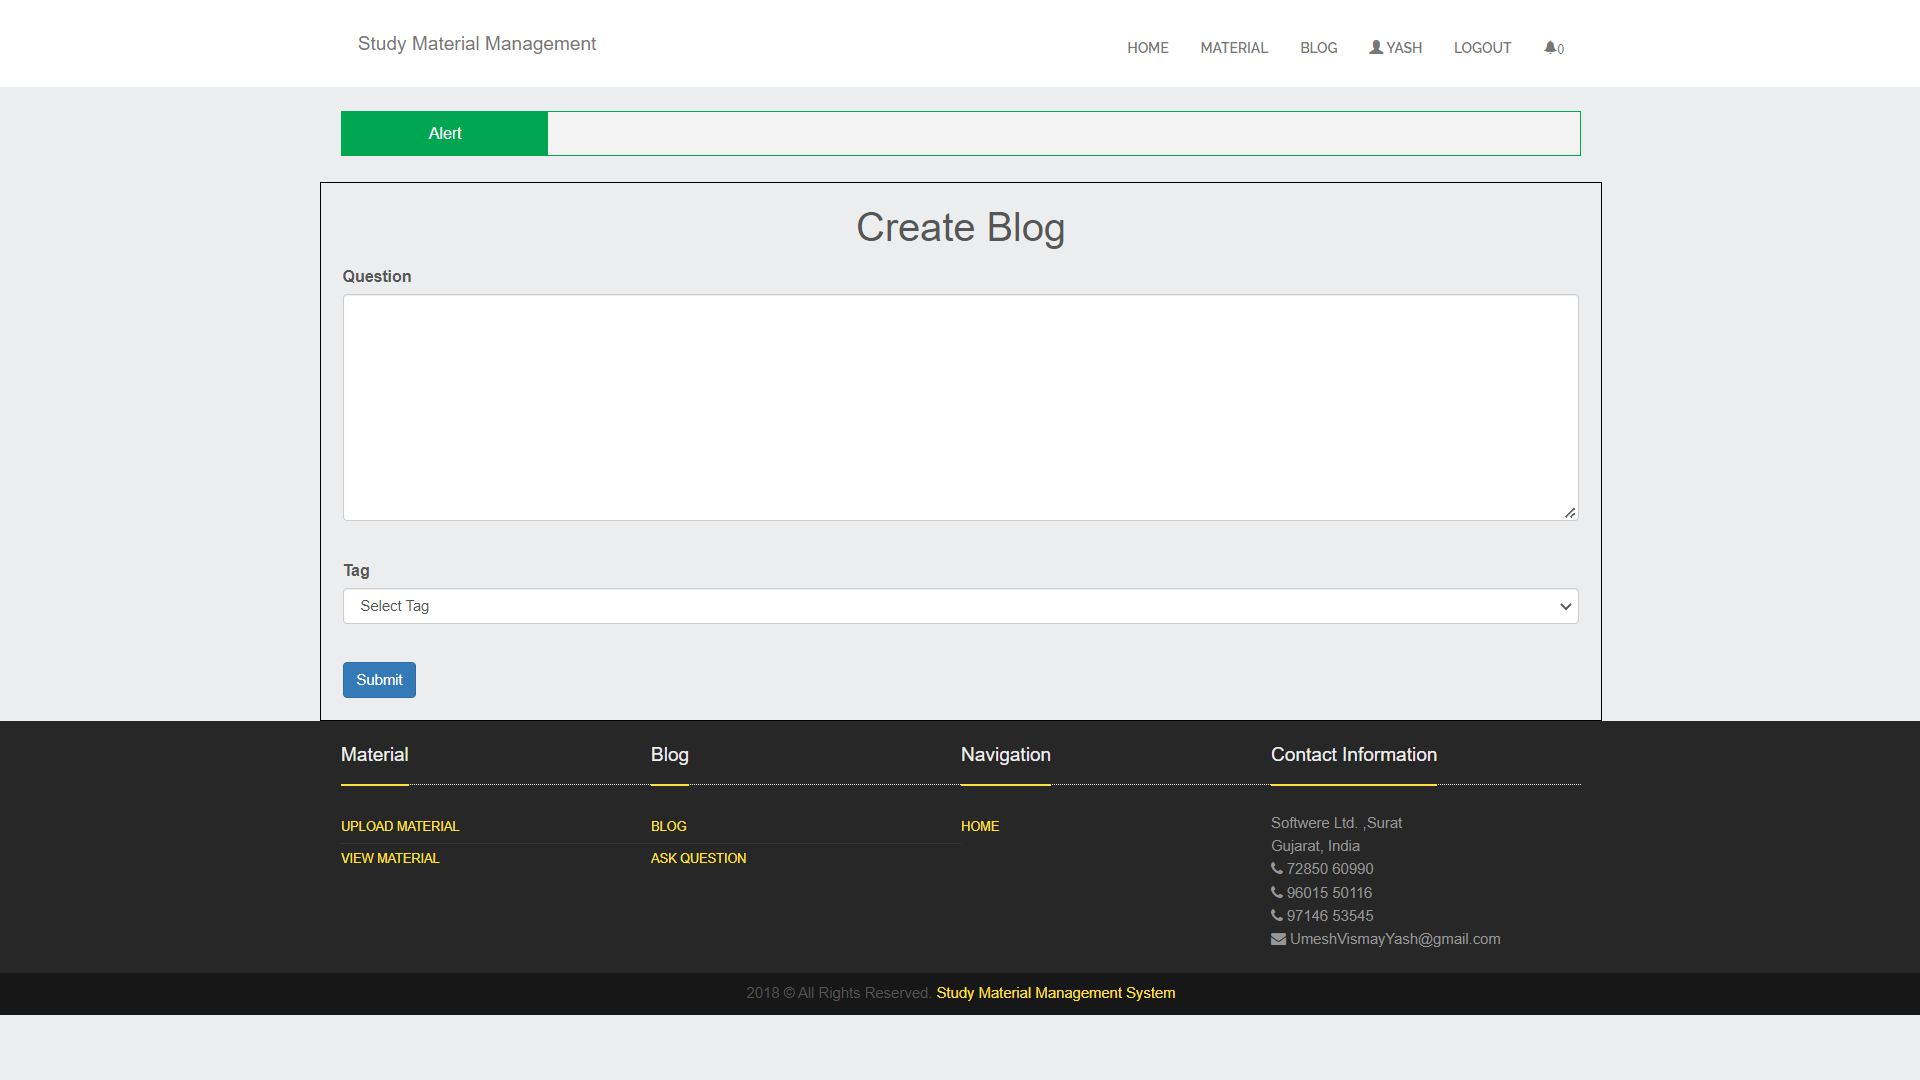 Study Material Management
HOME MATERIAL BLOG YASH LOGOUT 0
Alert
Create Blog
Question
Tag
Select Tag
Submit
Material
UPLOAD MATERIAL
VIEW MATERIAL
Blog
BLOG
ASK QUESTION
Navigation
HOME
Contact Information
Softwere Ltd. ,Surat
Gujarat, India
72850 60990
96015 50116
97146 53545
UmeshVismayYash@gmail.com
2018 © All Rights Reserved. Study Material Management System